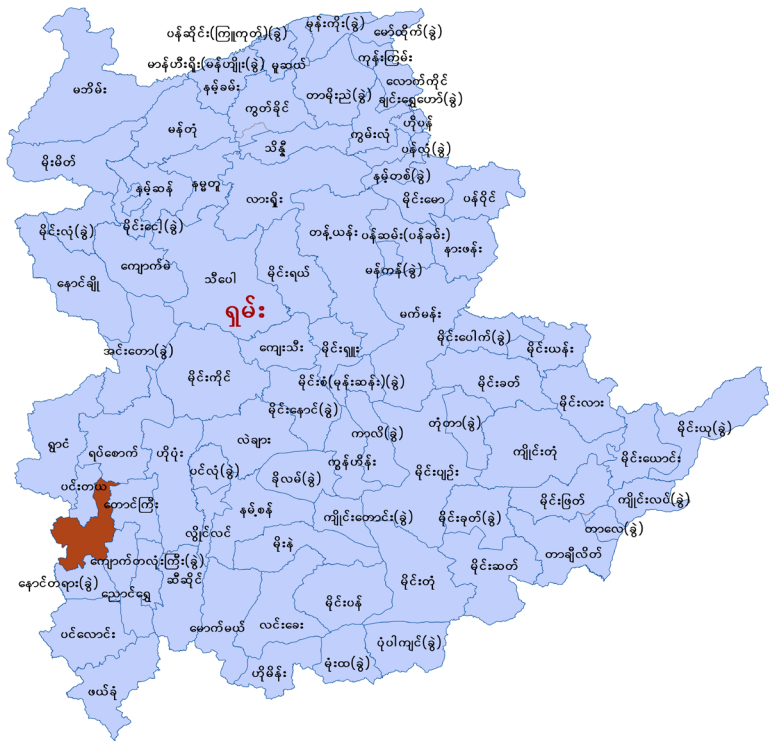 မုန်းကိုး(ခွဲ)
ပန်ဆိုင်း(ကြူကုတ်)(ခွဲ)
မော်ထိုက်(ခွဲ)
မာန်ဟီးရှိုး(မန်ဟျိုး)(ခွဲ)
မူဆယ်
ကုန်းကြမ်း
မဘိမ်း
နမ့်ခမ်း
လောက်ကိုင်
တာမိုးညဲ(ခွဲ)
ချင်းရွှေဟော်(ခွဲ)
ကွတ်ခိုင်
ဟိုပန်
မန်တုံ
ကွမ်းလုံ
သိန္နီ
ပန်လုံ(ခွဲ)
မိုးမိတ်
နမ့်တစ်(ခွဲ)
နမ့်ဆန်
နမ္မတူ
လားရှိုး
မိုင်းမော
ပန်ဝိုင်
မိုင်းလုံ(ခွဲ)
မိုင်းငေါ့(ခွဲ)
တန့်ယန်း
ပန်ဆမ်း(ပန်ခမ်း)
နားဖန်း
ကျောက်မဲ
သီပေါ
မိုင်းရယ်
မန်ကန်(ခွဲ)
နောင်ချို
ရှမ်း
မက်မန်း
မိုင်းပေါက်(ခွဲ)
အင်းတော(ခွဲ)
ကျေးသီး
မိုင်းရှူး
မိုင်းယန်း
မိုင်းကိုင်
မိုင်းစံ(မုန်းဆန်း)(ခွဲ)
မိုင်းခတ်
မိုင်းလား
မိုင်းနောင်(ခွဲ)
တုံတာ(ခွဲ)
မိုင်းယု(ခွဲ)
ကာလိ(ခွဲ)
ရွာငံ
ရပ်စောက်
ဟိုပုံး
လဲချား
ကျိုင်းတုံ
မိုင်းယောင်း
ပင်လုံ(ခွဲ)
ခိုလမ်(ခွဲ)
ကွန်ဟိန်း
မိုင်းပျဉ်း
ပင်းတယ
တောင်ကြီး
နမ့်စန်
မိုင်းဖြတ်
ကျိုင်းလပ်(ခွဲ)
ကျိုင်းတောင်း(ခွဲ)
မိုင်းခုတ်(ခွဲ)
တာလေ(ခွဲ)
လွိုင်လင်
မိုးနဲ
တာချီလိတ်
ကျောက်တလုံးကြီး(ခွဲ)
မိုင်းဆတ်
နောင်တရား(ခွဲ)
ညောင်ရွှေ
ဆီဆိုင်
မိုင်းတုံ
မိုင်းပန်
ပင်လောင်း
မောက်မယ်
လင်းခေး
ပုံပါကျင်(ခွဲ)
ဖယ်ခုံ
ဟိုမိန်း
မုံးထ(ခွဲ)